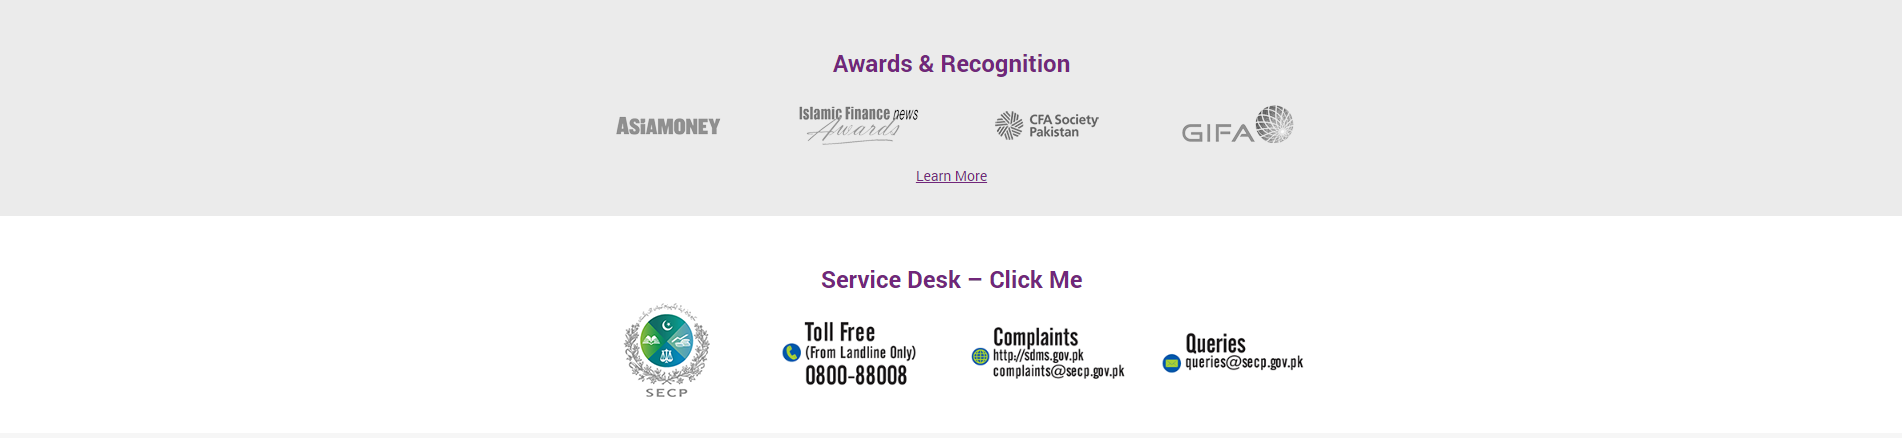 Awards & Recognition
ASiAMONEY
Islamic Finance news
Awards
CFA Society
Pakistan
GIFA
Learn More
Service Desk – Click Me
SECP
Toll Free
(From Landline Only)
0800-88008
Complaints
http://sdms.gov.pk
complaints@secp.gov.pk
Queries
queries@secp.gov.pk